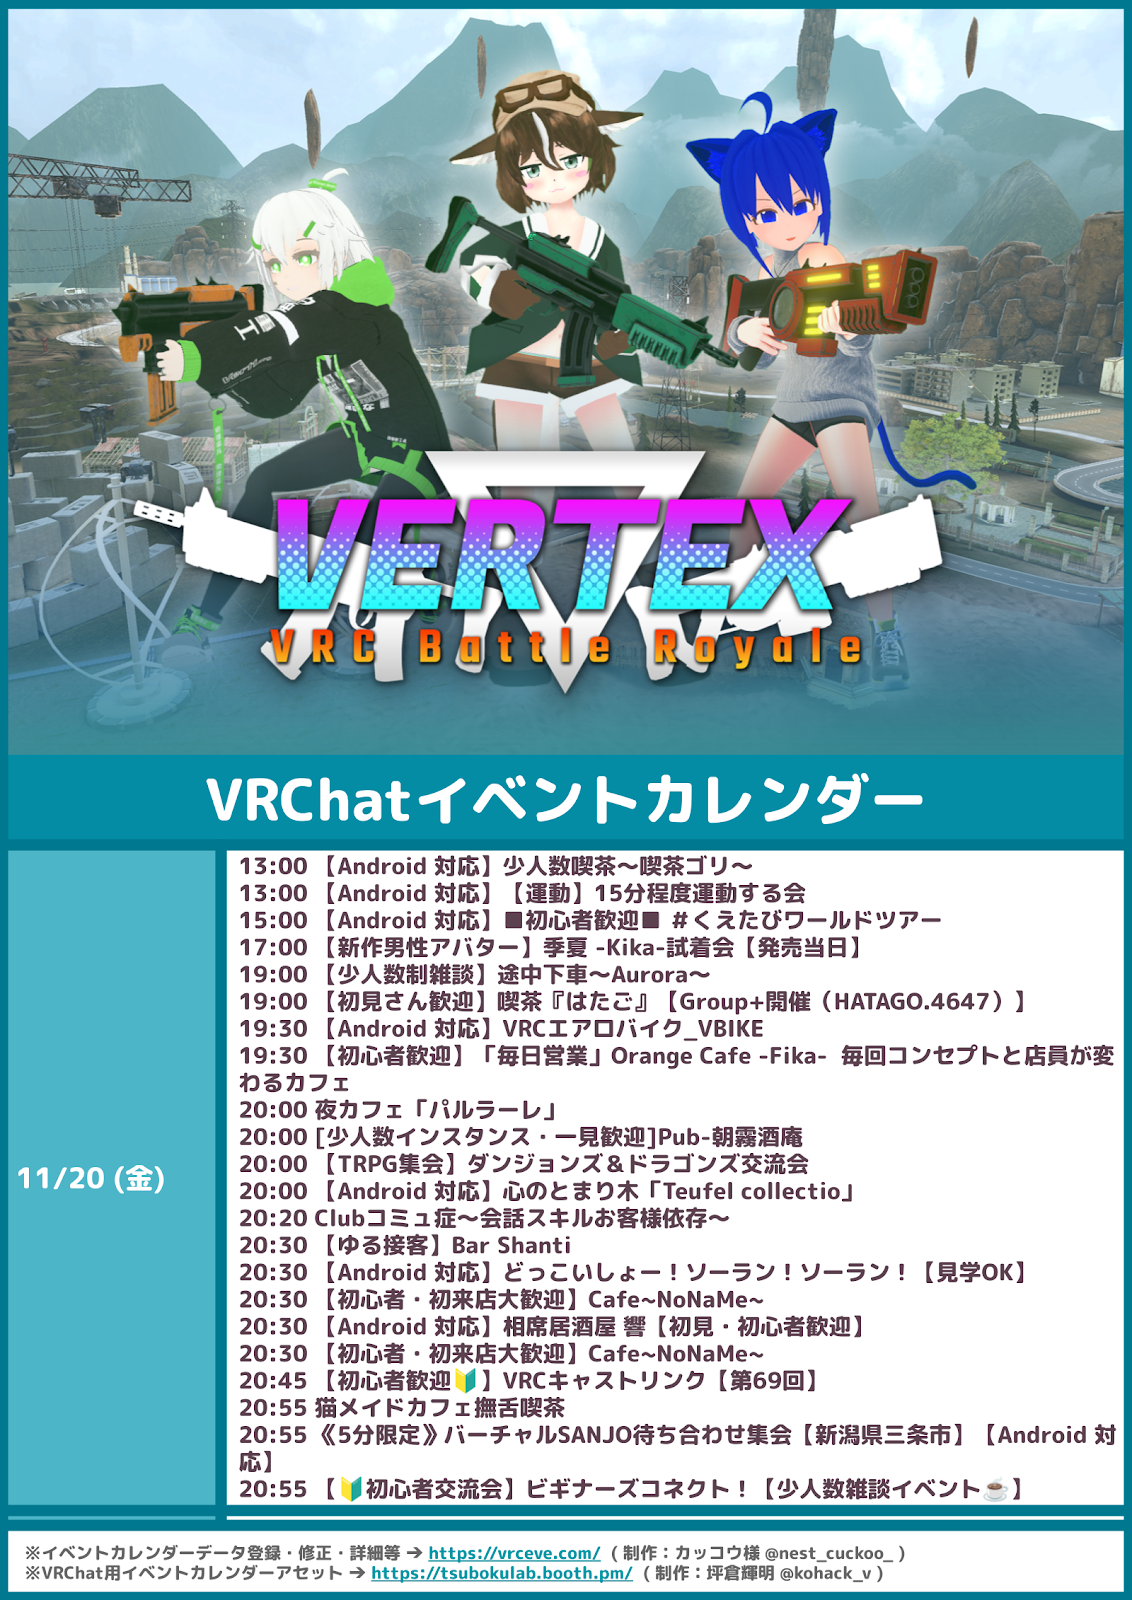 VERTEX
VRC Battle Royale
VRChatイベントカレンダー
11/20 (金)
13:00 【Android 対応】少人数喫茶～喫茶ゴリ～
13:00 【Android 対応】【運動】15分程度運動する会
15:00 【Android 対応】■初心者歓迎■ #くえたびワールドツアー
17:00 【新作男性アバター】季夏 -Kika-試着会【発売当日】
19:00 【少人数制雑談】途中下車～Aurora～
19:00 【初見さん歓迎】喫茶『はたご』【Group+開催（HATAGO.4647）】
19:30 【Android 対応】VRCエアロバイク_VBIKE
19:30 【初心者歓迎】「毎日営業」Orange Cafe -Fika- 毎回コンセプトと店員が変
わるカフェ
20:00 夜カフェ「パルラーレ」
20:00 [少人数インスタンス・一見歓迎]Pub-朝霧酒庵
20:00 【TRPG集会】ダンジョンズ＆ドラゴンズ交流会
20:00 【Android 対応】心のとまり木「Teufel collectio」
20:20 Clubコミュ症～会話スキルお客様依存～
20:30 【ゆる接客】Bar Shanti
20:30 【Android 対応】どっこいしょー！ソーラン！ソーラン！【見学OK】
20:30 【初心者・初来店大歓迎】Cafe~NoNaMe~
20:30 【Android 対応】相席居酒屋 響【初見・初心者歓迎】
20:30 【初心者・初来店大歓迎】Cafe~NoNaMe~
20:45 【初心者歓迎🔰】VRCキャストリンク【第69回】
20:55 猫メイドカフェ撫舌喫茶
20:55 《5分限定》バーチャルSANJO待ち合わせ集会【新潟県三条市】【Android 対
応】
20:55 【🔰初心者交流会】ビギナーズコネクト！【少人数雑談イベント☕】
※イベントカレンダーデータ登録・修正・詳細等 → https://vrceve.com/ （制作：カッコウ様 @nest_cuckoo_ ）
※VRChat用イベントカレンダーアセット → https://tsubokulab.booth.pm/ （制作：坪倉輝明 @kohack_v ）